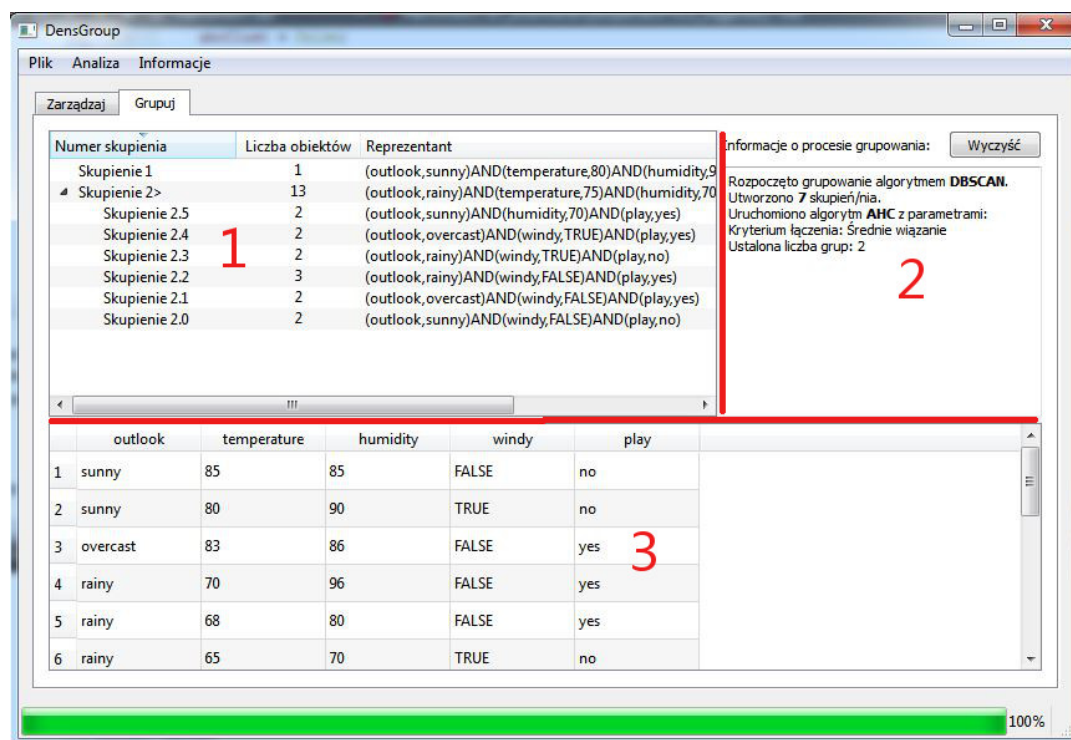 DensGroup
Plik Analiza Informacje
Zarządzaj Grupuj
Numer skupienia Liczba obiektów Reprezentant
Skupienie 1 1 (outlook,sunny)AND(temperature,80)AND(humidity,9
Skupienie 2> 13 (outlook,rainy)AND(temperature,75)AND(humidity,70
Skupienie 2.5 2 (outlook,sunny)AND(humidity,70)AND(play,yes)
Skupienie 2.4 2 (outlook,overcast)AND(windy,TRUE)AND(play,yes)
Skupienie 2.3 2 (outlook,rainy)AND(windy,TRUE)AND(play,no)
Skupienie 2.2 3 (outlook,rainy)AND(windy,FALSE)AND(play,yes)
Skupienie 2.1 2 (outlook,overcast)AND(windy,FALSE)AND(play,yes)
Skupienie 2.0 2 (outlook,sunny)AND(windy,FALSE)AND(play,no)
1
Informacje o procesie grupowania: Wyczyść
Rozpoczęto grupowanie algorytmem DBSCAN.
Utworzono 7 skupień/nia.
Uruchomiono algorytm AHC z parametrami:
Kryterium łączenia: Średnie wiązanie
Ustalona liczba grup: 2
2
outlook temperature humidity windy play
1 sunny 85 85 FALSE no
2 sunny 80 90 TRUE no
3 overcast 83 86 FALSE yes
4 rainy 70 96 FALSE yes
5 rainy 68 80 FALSE yes
6 rainy 65 70 TRUE no
3
100%